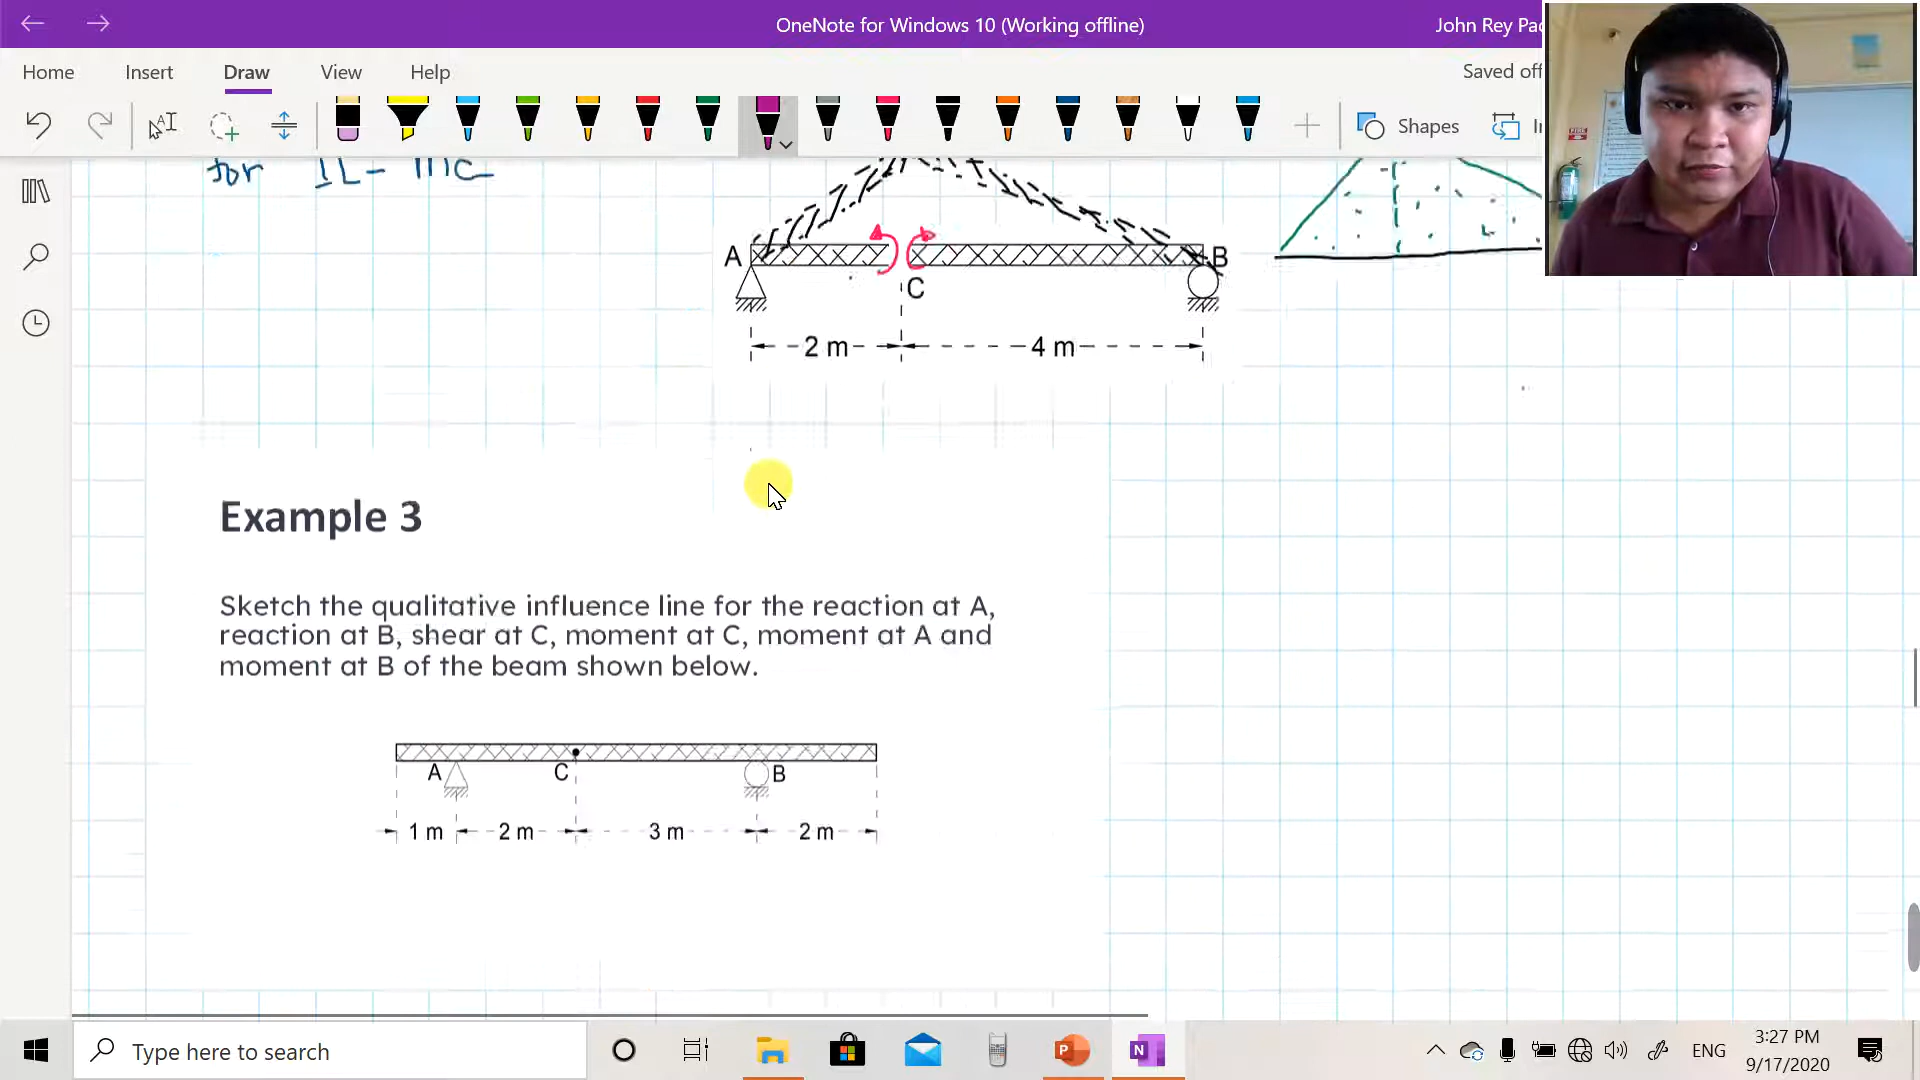 OneNote for Windows 10 (Working offline)
John Rey
Home Insert Draw View Help
Saved off
Shapes
for IL- MC
A B
C
2 m 4 m
Example 3
Sketch the qualitative influence line for the reaction at A,
reaction at B, shear at C, moment at C, moment at A and
moment at B of the beam shown below.
A C B
1 m 2 m 3 m 2 m
Type here to search
ENG
3:27 PM
9/17/2020